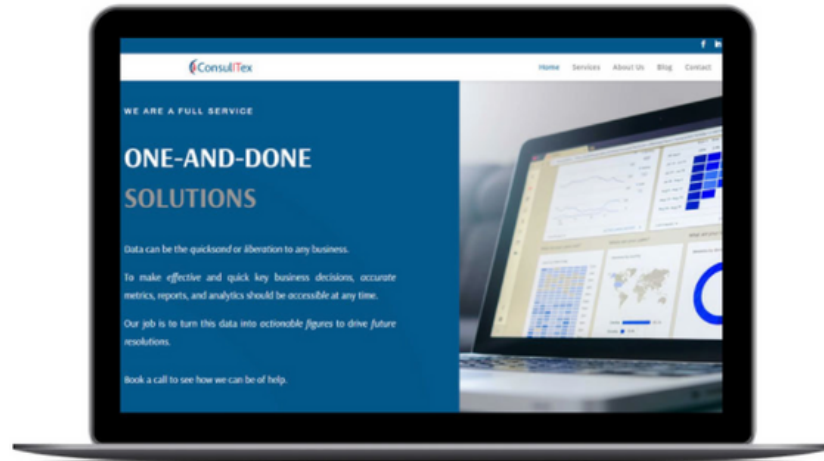 f in
ConsulITex
Home Services About Us Blog Contact
WE ARE A FULL SERVICE
ONE-AND-DONE
SOLUTIONS
Data can be the quicksand or liberation to any business.
To make effective and quick key business decisions, accurate
metrics, reports, and analytics should be accessible at any time.
Our job is to turn this data into actionable figures to drive future
resolutions.
Book a call to see how we can be of help.